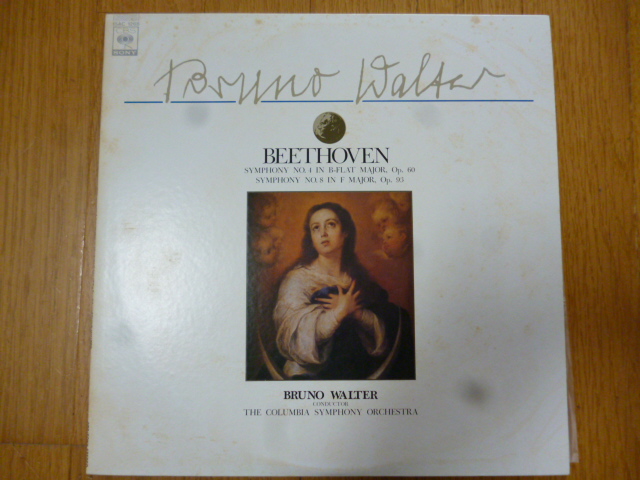 SONY
Bruno Walter
BEETHOVEN
SYMPHONY NO. 4 IN B-FLAT MAJOR, Op. 60
SYMPHONY NO. 8 IN F MAJOR, Op. 93
BRUNO WALTER
CONDUCTOR
THE COLUMBIA SYMPHONY ORCHESTRA